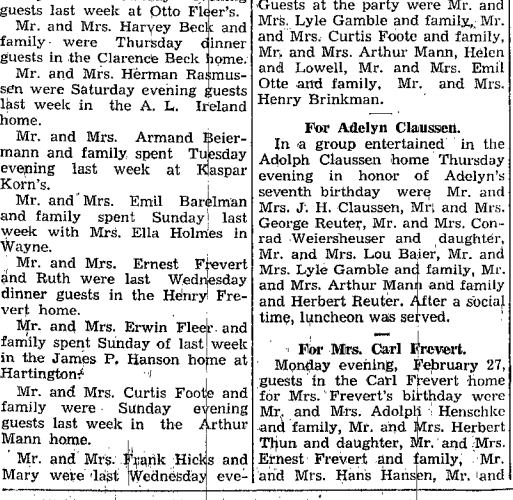 guests last week at Otto Fleer's.
Mr. and Mrs. Harvey Beck and
family were Thursday dinner
guests in the Clarence Beck home.
Mr. and Mrs. Herman Rasmus-
sen were Saturday evening guests
last week in the A. L. Ireland
home.
Mr. and Mrs. Armand Beier-
mann and family spent Tuesday
evening last week at Kaspar
Korn's.
Mr. and Mrs. Emil Barelman
and family spent Sunday last
week with Mrs. Ella Holmes in
Wayne.
Mr. and Mrs. Ernest Frevert
and Ruth were last Wednesday
dinner guests in the Henry Fre-
vert home.
Mr. and Mrs. Erwin Fleer and
family spent Sunday of last week
in the James P. Hanson home at
Hartington.
Mr. and Mrs. Curtis Foote and
family were Sunday evening
guests last week in the Arthur
Mann home.
Mr. and Mrs. Frank Hicks and
Mary were last Wednesday eve-
Guests at the party were Mr. and
Mrs. Lyle Gamble and family, Mr.
and Mrs. Curtis Foote and family,
Mr. and Mrs. Arthur Mann, Helen
and Lowell, Mr. and Mrs. Emil
Otte and family, Mr. and Mrs.
Henry Brinkman.
For Adelyn Claussen.
In a group entertained in the
Adolph Claussen home Thursday
evening in honor of Adelyn's
seventh birthday were Mr. and
Mrs. J. H. Claussen, Mr. and Mrs.
George Reuter, Mr. and Mrs. Con-
rad Weiersheuser and daughter,
Mr. and Mrs. Lou Baier, Mr. and
Mrs. Lyle Gamble and family, Mr.
and Mrs. Arthur Mann and family
and Herbert Reuter. After a social
time, luncheon was served.
For Mrs. Carl Frevert.
Monday evening, February 27,
guests in the Carl Frevert home
for Mrs. Frevert's birthday were
Mr. and Mrs. Adolph Henschke
and family, Mr. and Mrs. Herbert
Thun and daughter, Mr. and Mrs.
Ernest Frevert and family, Mr.
and Mrs. Hans Hansen, Mr. and